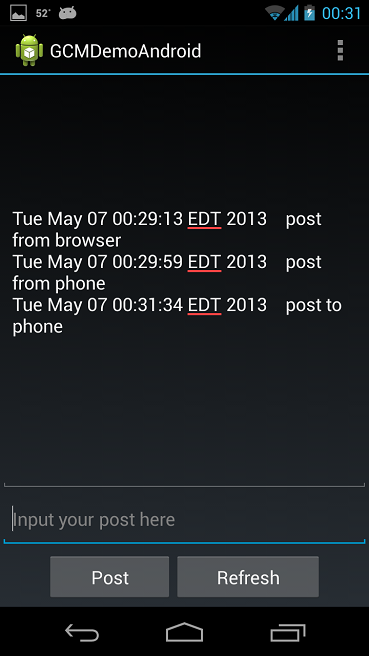 52° 00:31
GCMDemoAndroid
Tue May 07 00:29:13 EDT 2013 post
from browser
Tue May 07 00:29:59 EDT 2013 post
from phone
Tue May 07 00:31:34 EDT 2013 post to
phone
Input your post here
Post Refresh